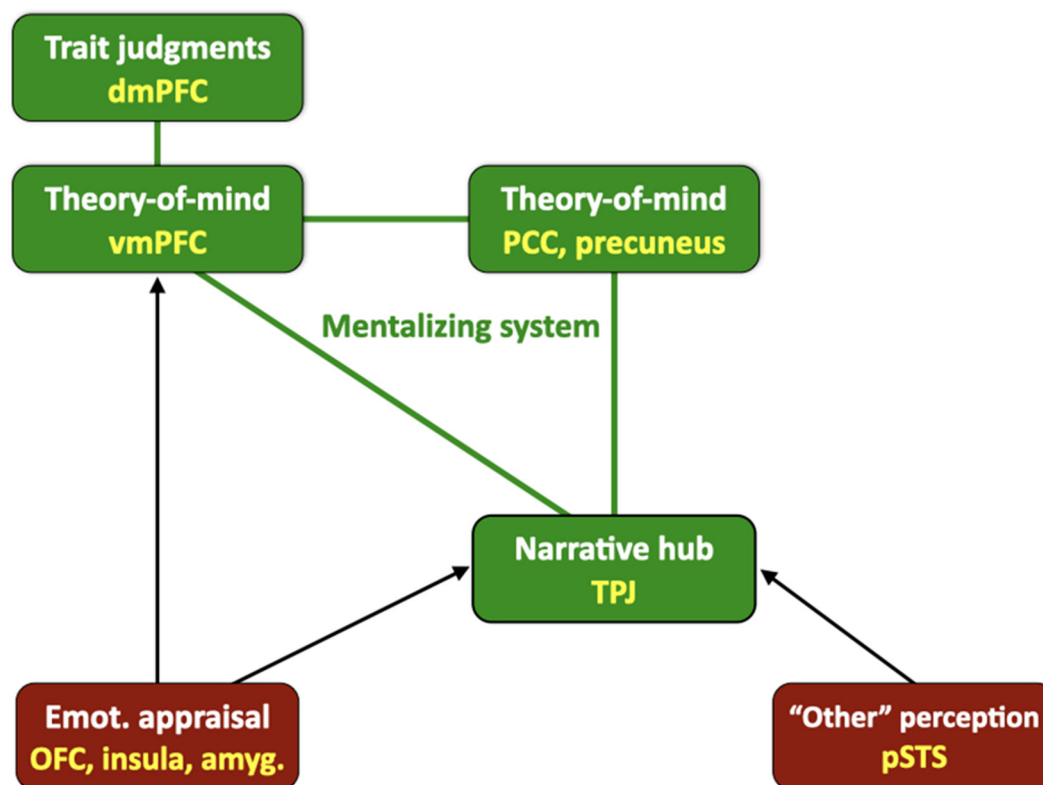 Trait judgments
dmPFC
Theory-of-mind
vmPFC
Theory-of-mind
PCC, precuneus
Mentalizing system
Narrative hub
TPJ
Emot. appraisal
OFC, insula, amyg.
“Other” perception
pSTS